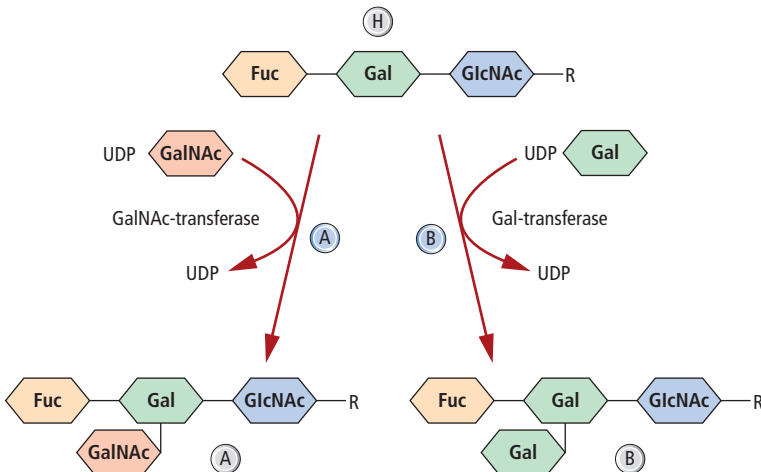 H
Fuc Gal GlcNAc R
UDP GalNAc UDP Gal
GalNAc-transferase A B Gal-transferase
UDP UDP
Fuc Gal GlcNAc R Fuc Gal GlcNAc R
GalNAc A Gal B